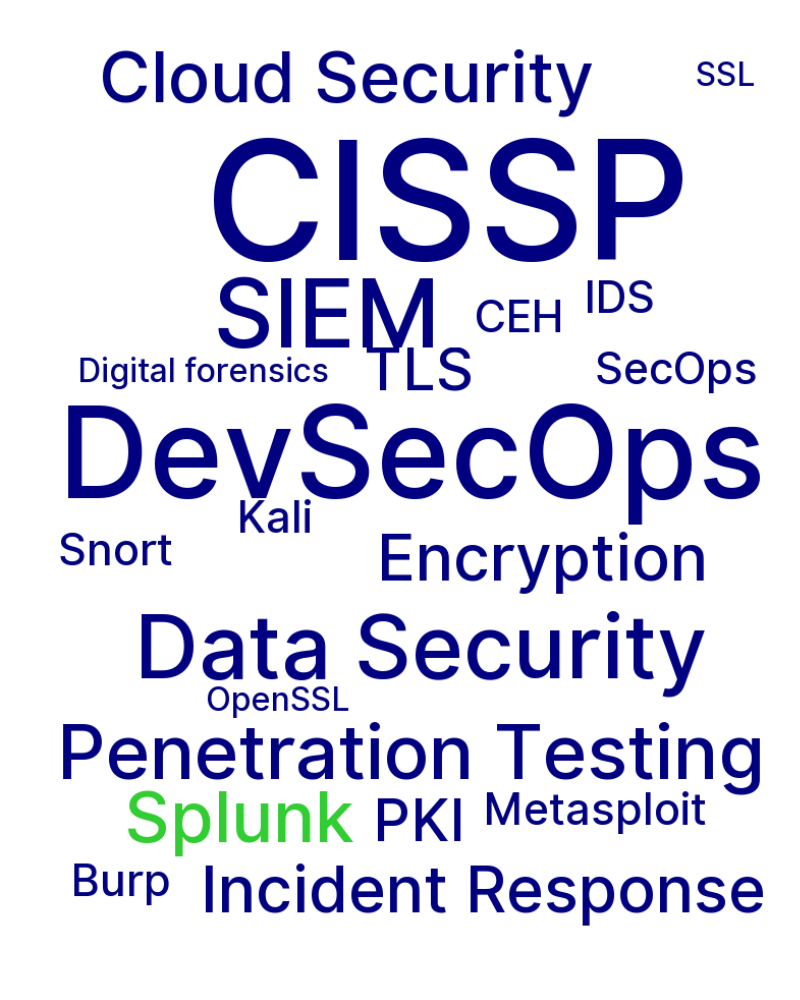 Cloud Security
SSL
CISSP
SIEM
CEH
IDS
Digital forensics
TLS
SecOps
DevSecOps
Kali
Snort
Encryption
Data Security
OpenSSL
Penetration Testing
Splunk
PKI
Metasploit
Burp
Incident Response